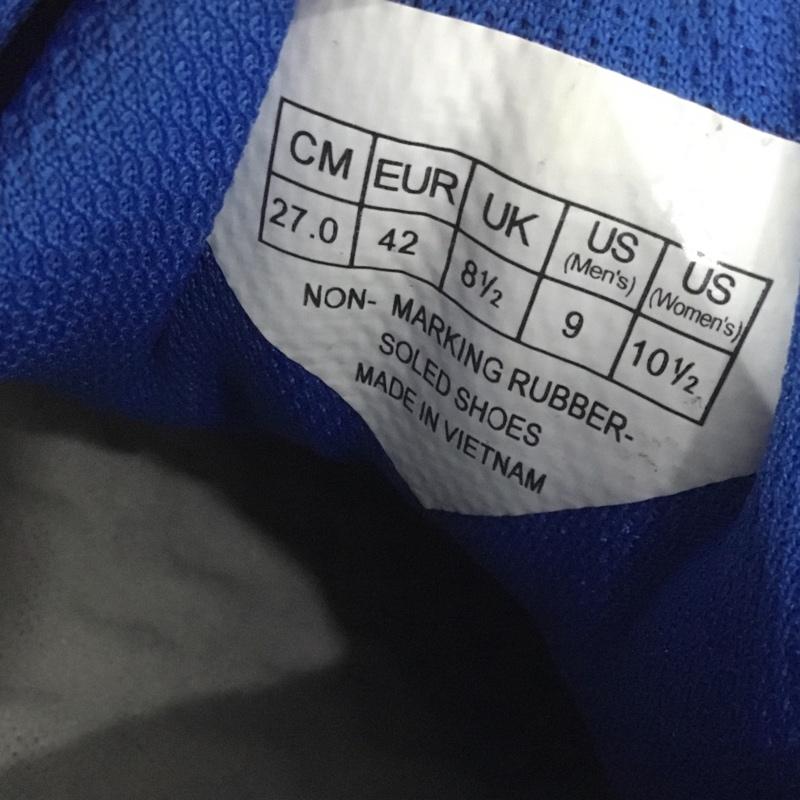 CM EUR UK US (Men's) US (Women's)
27.0 42 8½ 9 10½
NON- MARKING RUBBER-
SOLED SHOES
MADE IN VIETNAM